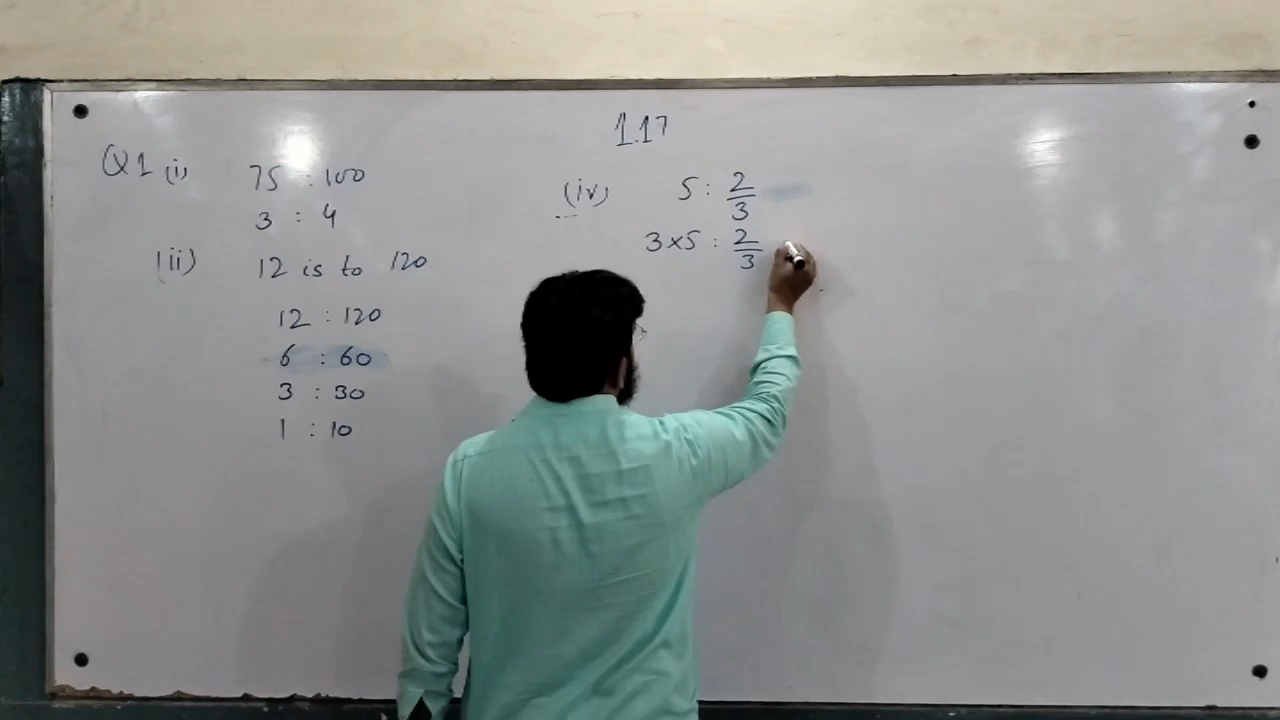 1.17
Q1 (i) 75 : 100
3 : 4
(ii) 12 is to 120
12 : 120
6 : 60
3 : 30
1 : 10
(iv) 5 : 2/3
3×5 : 2/3